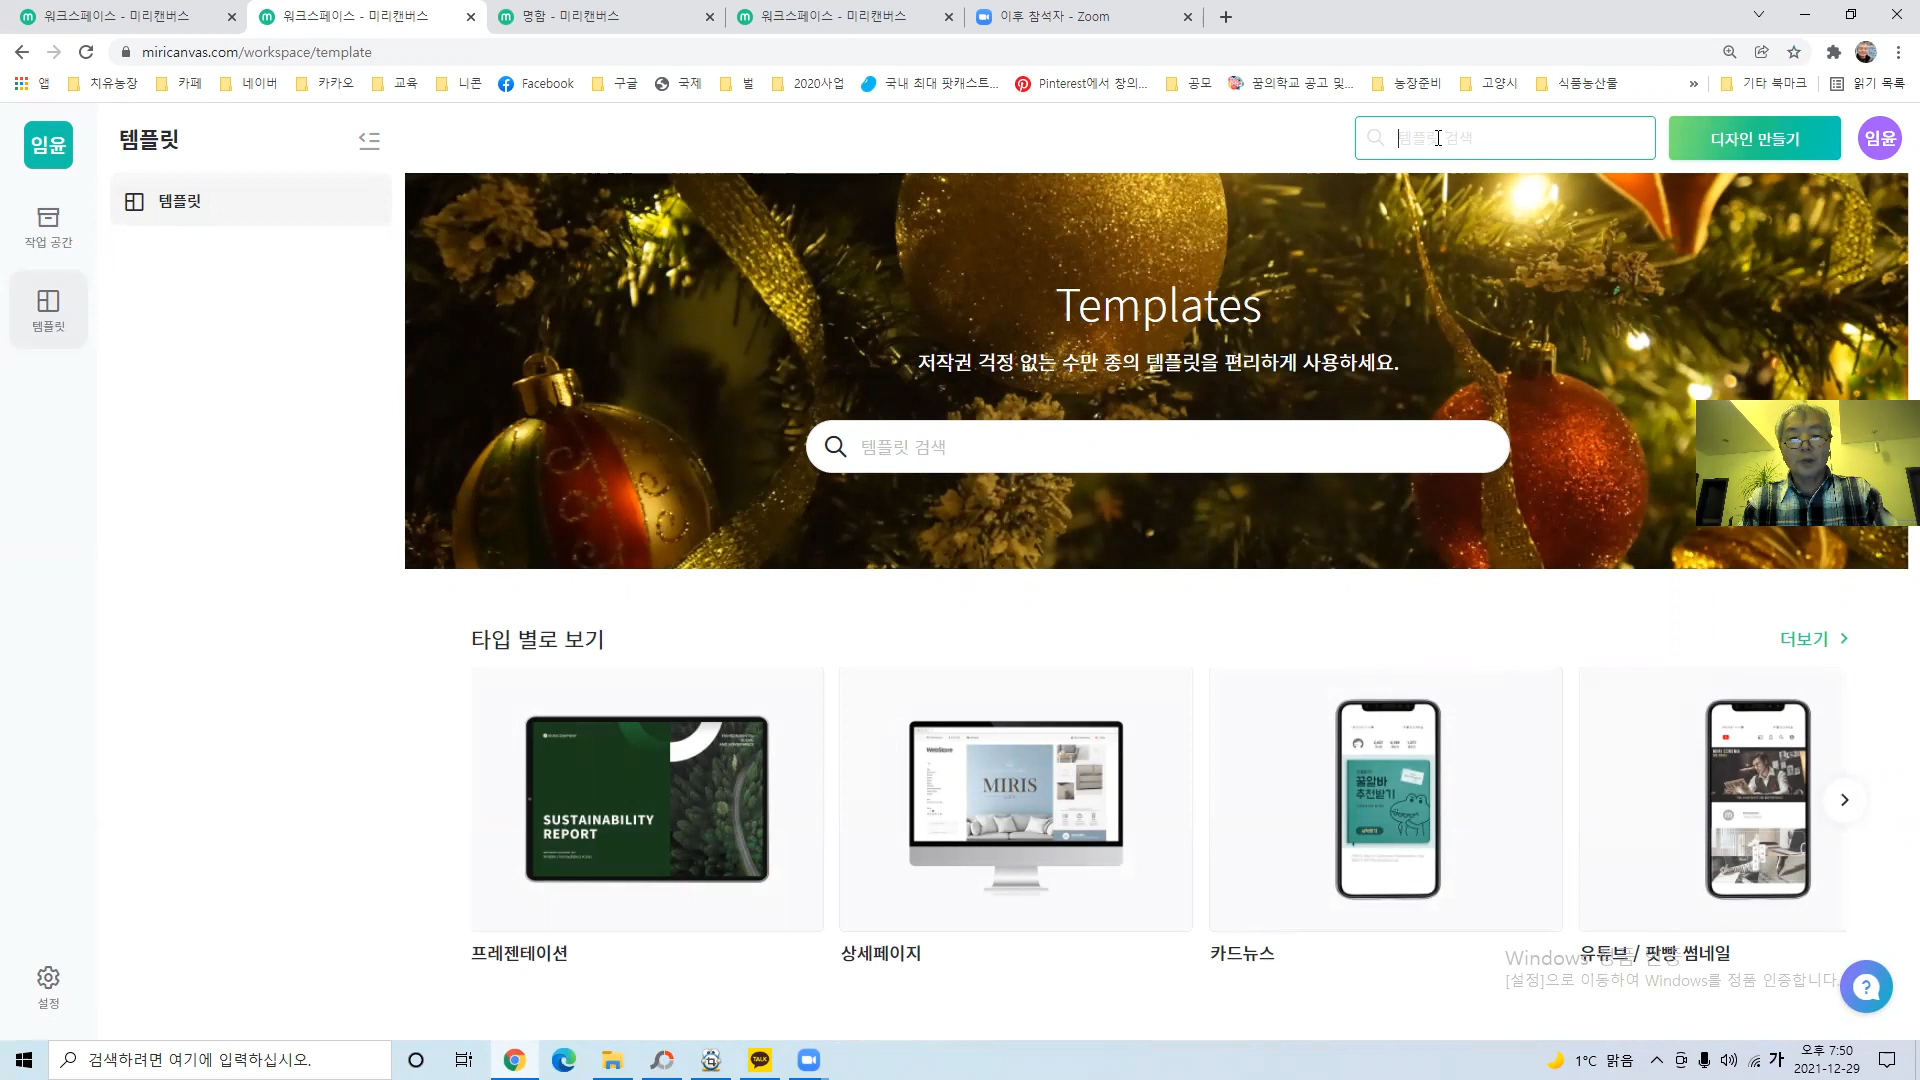 워크스페이스 - 미리캔버스
워크스페이스 - 미리캔버스
명함 - 미리캔버스
워크스페이스 - 미리캔버스
이후 참석자 - Zoom
miricanvas.com/workspace/template
앱
치유농장
카페
네이버
카카오
교육
니콘
Facebook
구글
국제
벌
2020사업
국내 최대 팟캐스트...
Pinterest에서 창의...
공모
꿈의학교 공고 및...
농장준비
고양시
식품농산물
»
기타 북마크
읽기 목록
임윤
템플릿
템플릿 검색
디자인 만들기
임윤
템플릿
작업 공간
템플릿
Templates
저작권 걱정 없는 수만 종의 템플릿을 편리하게 사용하세요.
템플릿 검색
타입 별로 보기
더보기
SUSTAINABILITY
REPORT
WebStore
MIRIS
꿀알바
추천받기
프레젠테이션
상세페이지
카드뉴스
유튜브 / 팟빵 썸네일
Windows 정품 인증
[설정]으로 이동하여 Windows를 정품 인증합니다.
설정
검색하려면 여기에 입력하십시오.
TALK
1°C 맑음
가
오후 7:50
2021-12-29